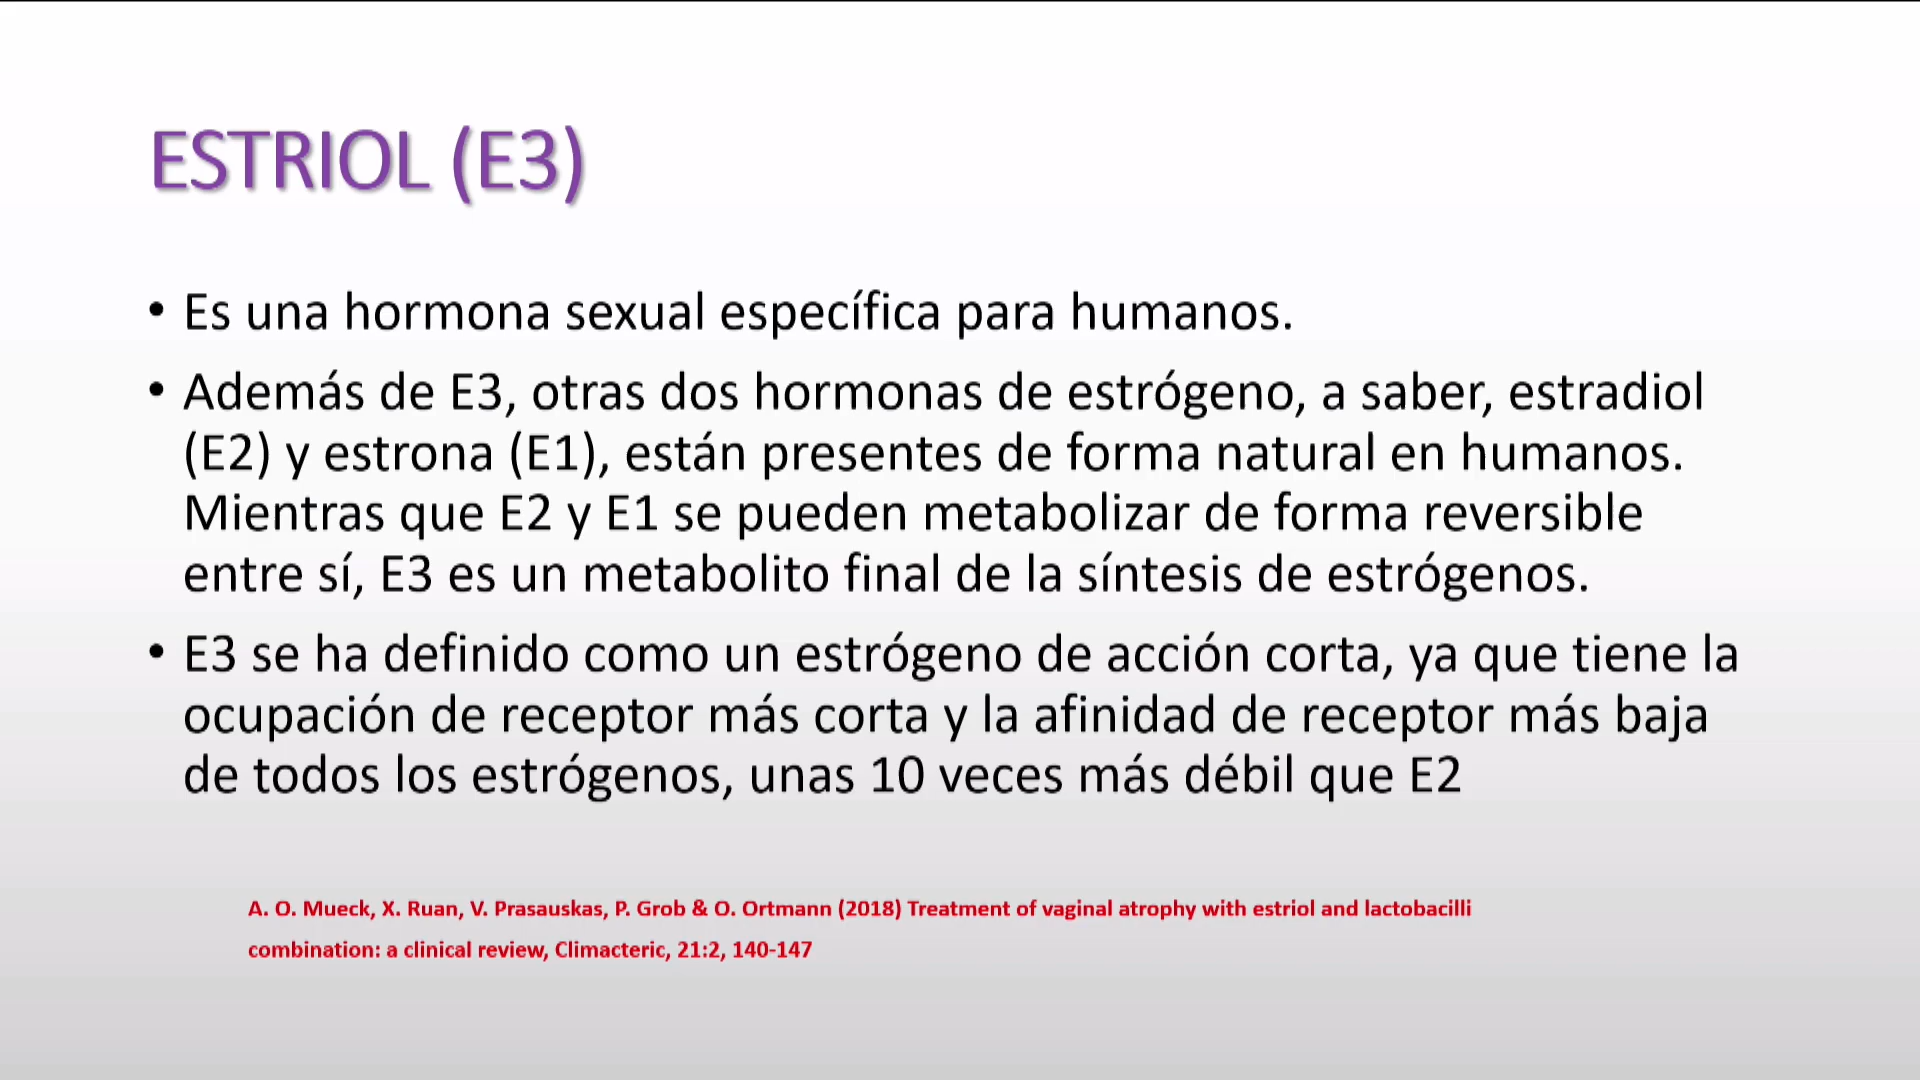 ESTRIOL (E3)
• Es una hormona sexual específica para humanos.
• Además de E3, otras dos hormonas de estrógeno, a saber, estradiol
(E2) y estrona (E1), están presentes de forma natural en humanos.
Mientras que E2 y E1 se pueden metabolizar de forma reversible
entre sí, E3 es un metabolito final de la síntesis de estrógenos.
• E3 se ha definido como un estrógeno de acción corta, ya que tiene la
ocupación de receptor más corta y la afinidad de receptor más baja
de todos los estrógenos, unas 10 veces más débil que E2
A. O. Mueck, X. Ruan, V. Prasauskas, P. Grob & O. Ortmann (2018) Treatment of vaginal atrophy with estriol and lactobacilli
combination: a clinical review, Climacteric, 21:2, 140-147